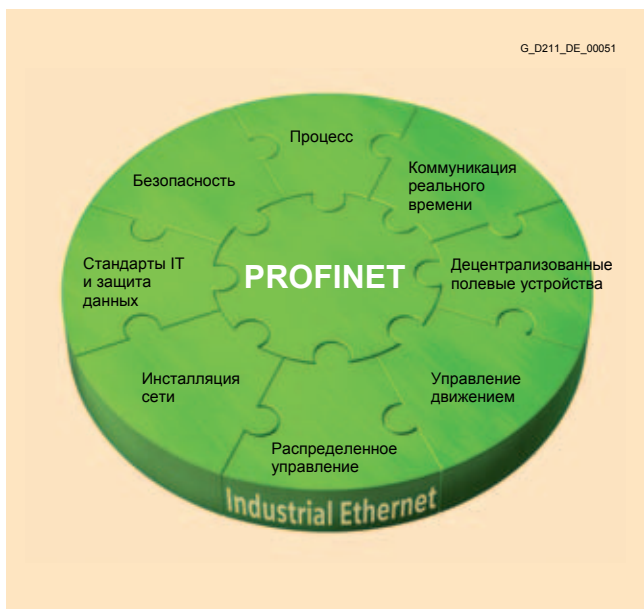 G_D211_DE_00051
Процесс
Коммуникация
реального
времени
Безопасность
Стандарты IT
и защита
данных
PROFINET
Децентрализованные
полевые устройства
Инсталляция
сети
Управление
движением
Распределенное
управление
Industrial Ethernet